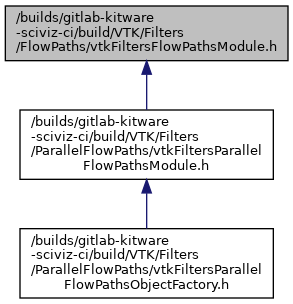 /builds/gitlab-kitware
-sciviz-ci/build/VTK/Filters
/FlowPaths/vtkFiltersFlowPathsModule.h
/builds/gitlab-kitware
-sciviz-ci/build/VTK/Filters
/ParallelFlowPaths/vtkFiltersParallel
FlowPathsModule.h
/builds/gitlab-kitware
-sciviz-ci/build/VTK/Filters
/ParallelFlowPaths/vtkFiltersParallel
FlowPathsObjectFactory.h